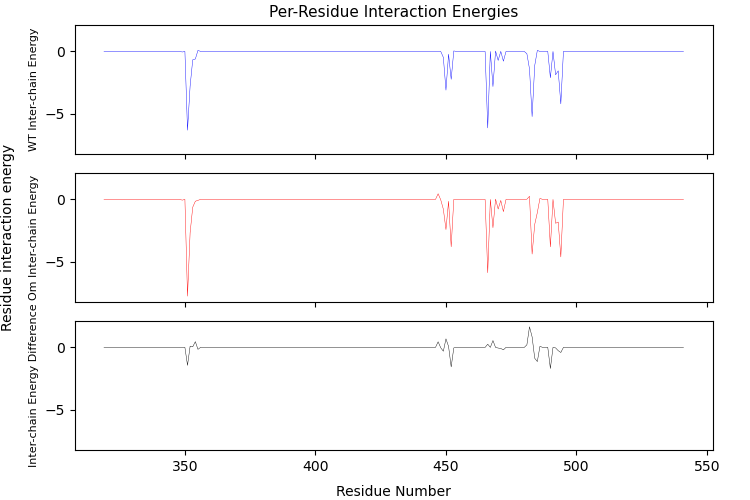 Per-Residue Interaction Energies
Residue interaction energy
WT Inter-chain Energy
0
−5
Om Inter-chain Energy
0
−5
Inter-chain Energy Difference
0
−5
350
400
450
500
550
Residue Number